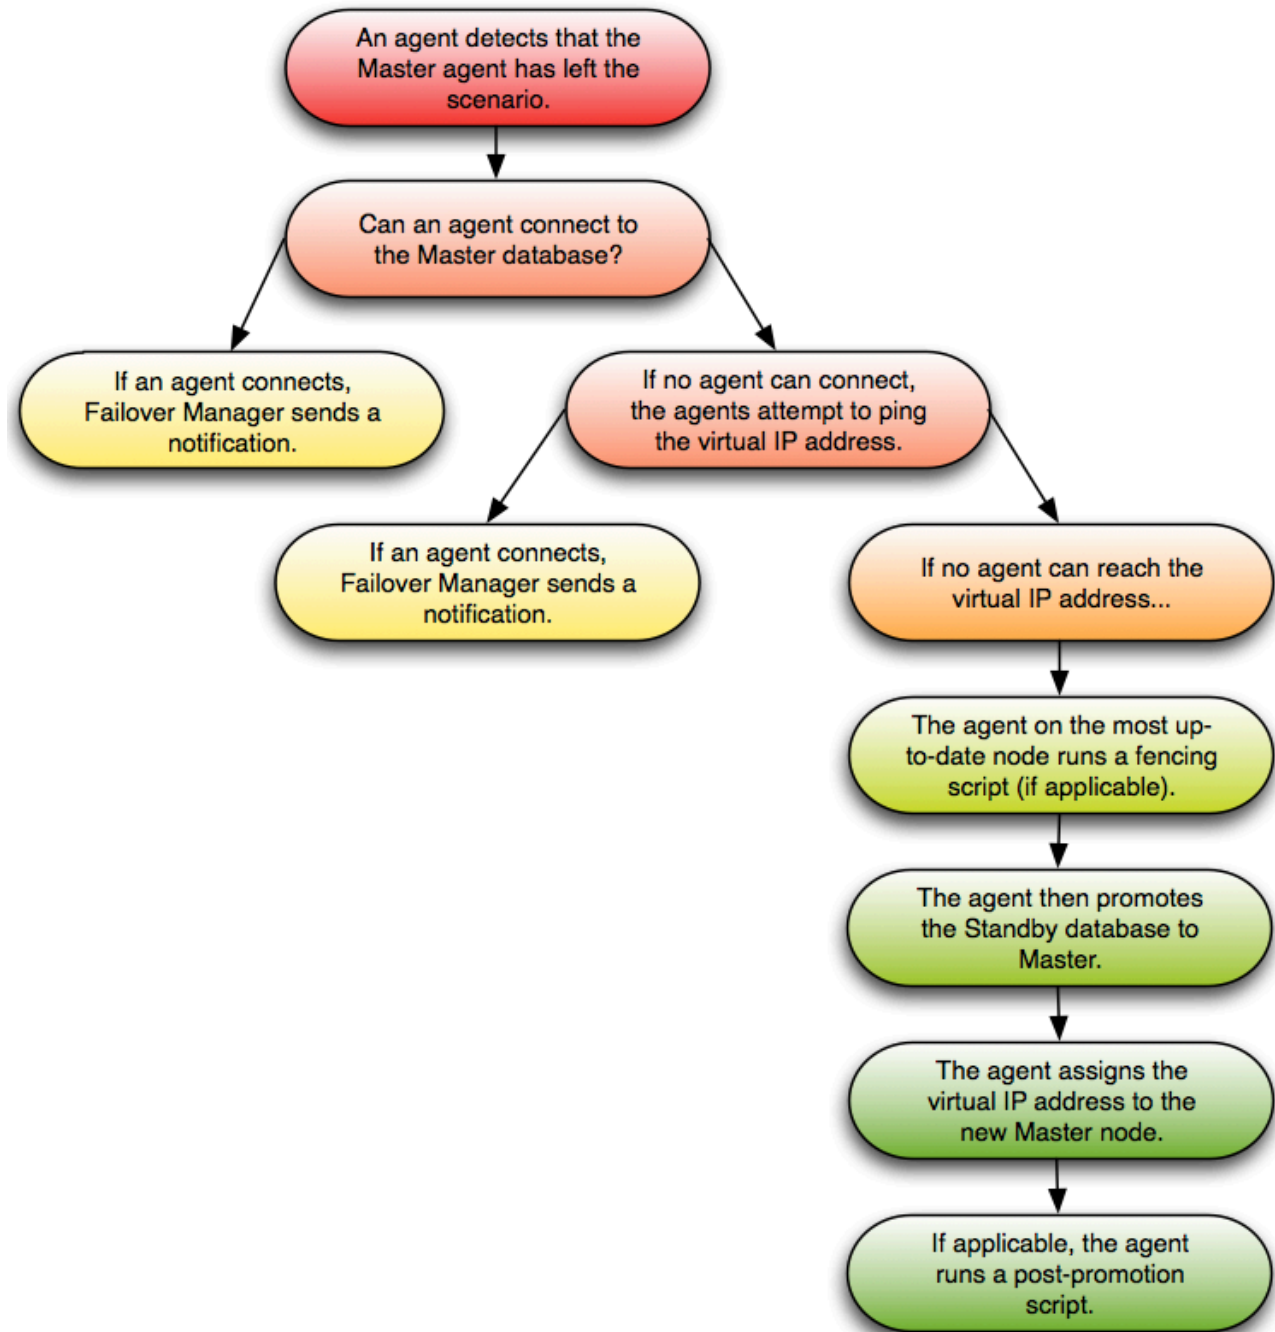 An agent detects that the
Master agent has left the
scenario.
Can an agent connect to
the Master database?
If an agent connects,
Failover Manager sends a
notification.
If no agent can connect,
the agents attempt to ping
the virtual IP address.
If an agent connects,
Failover Manager sends a
notification.
If no agent can reach the
virtual IP address...
The agent on the most up-
to-date node runs a fencing
script (if applicable).
The agent then promotes
the Standby database to
Master.
The agent assigns the
virtual IP address to the
new Master node.
If applicable, the agent
runs a post-promotion
script.